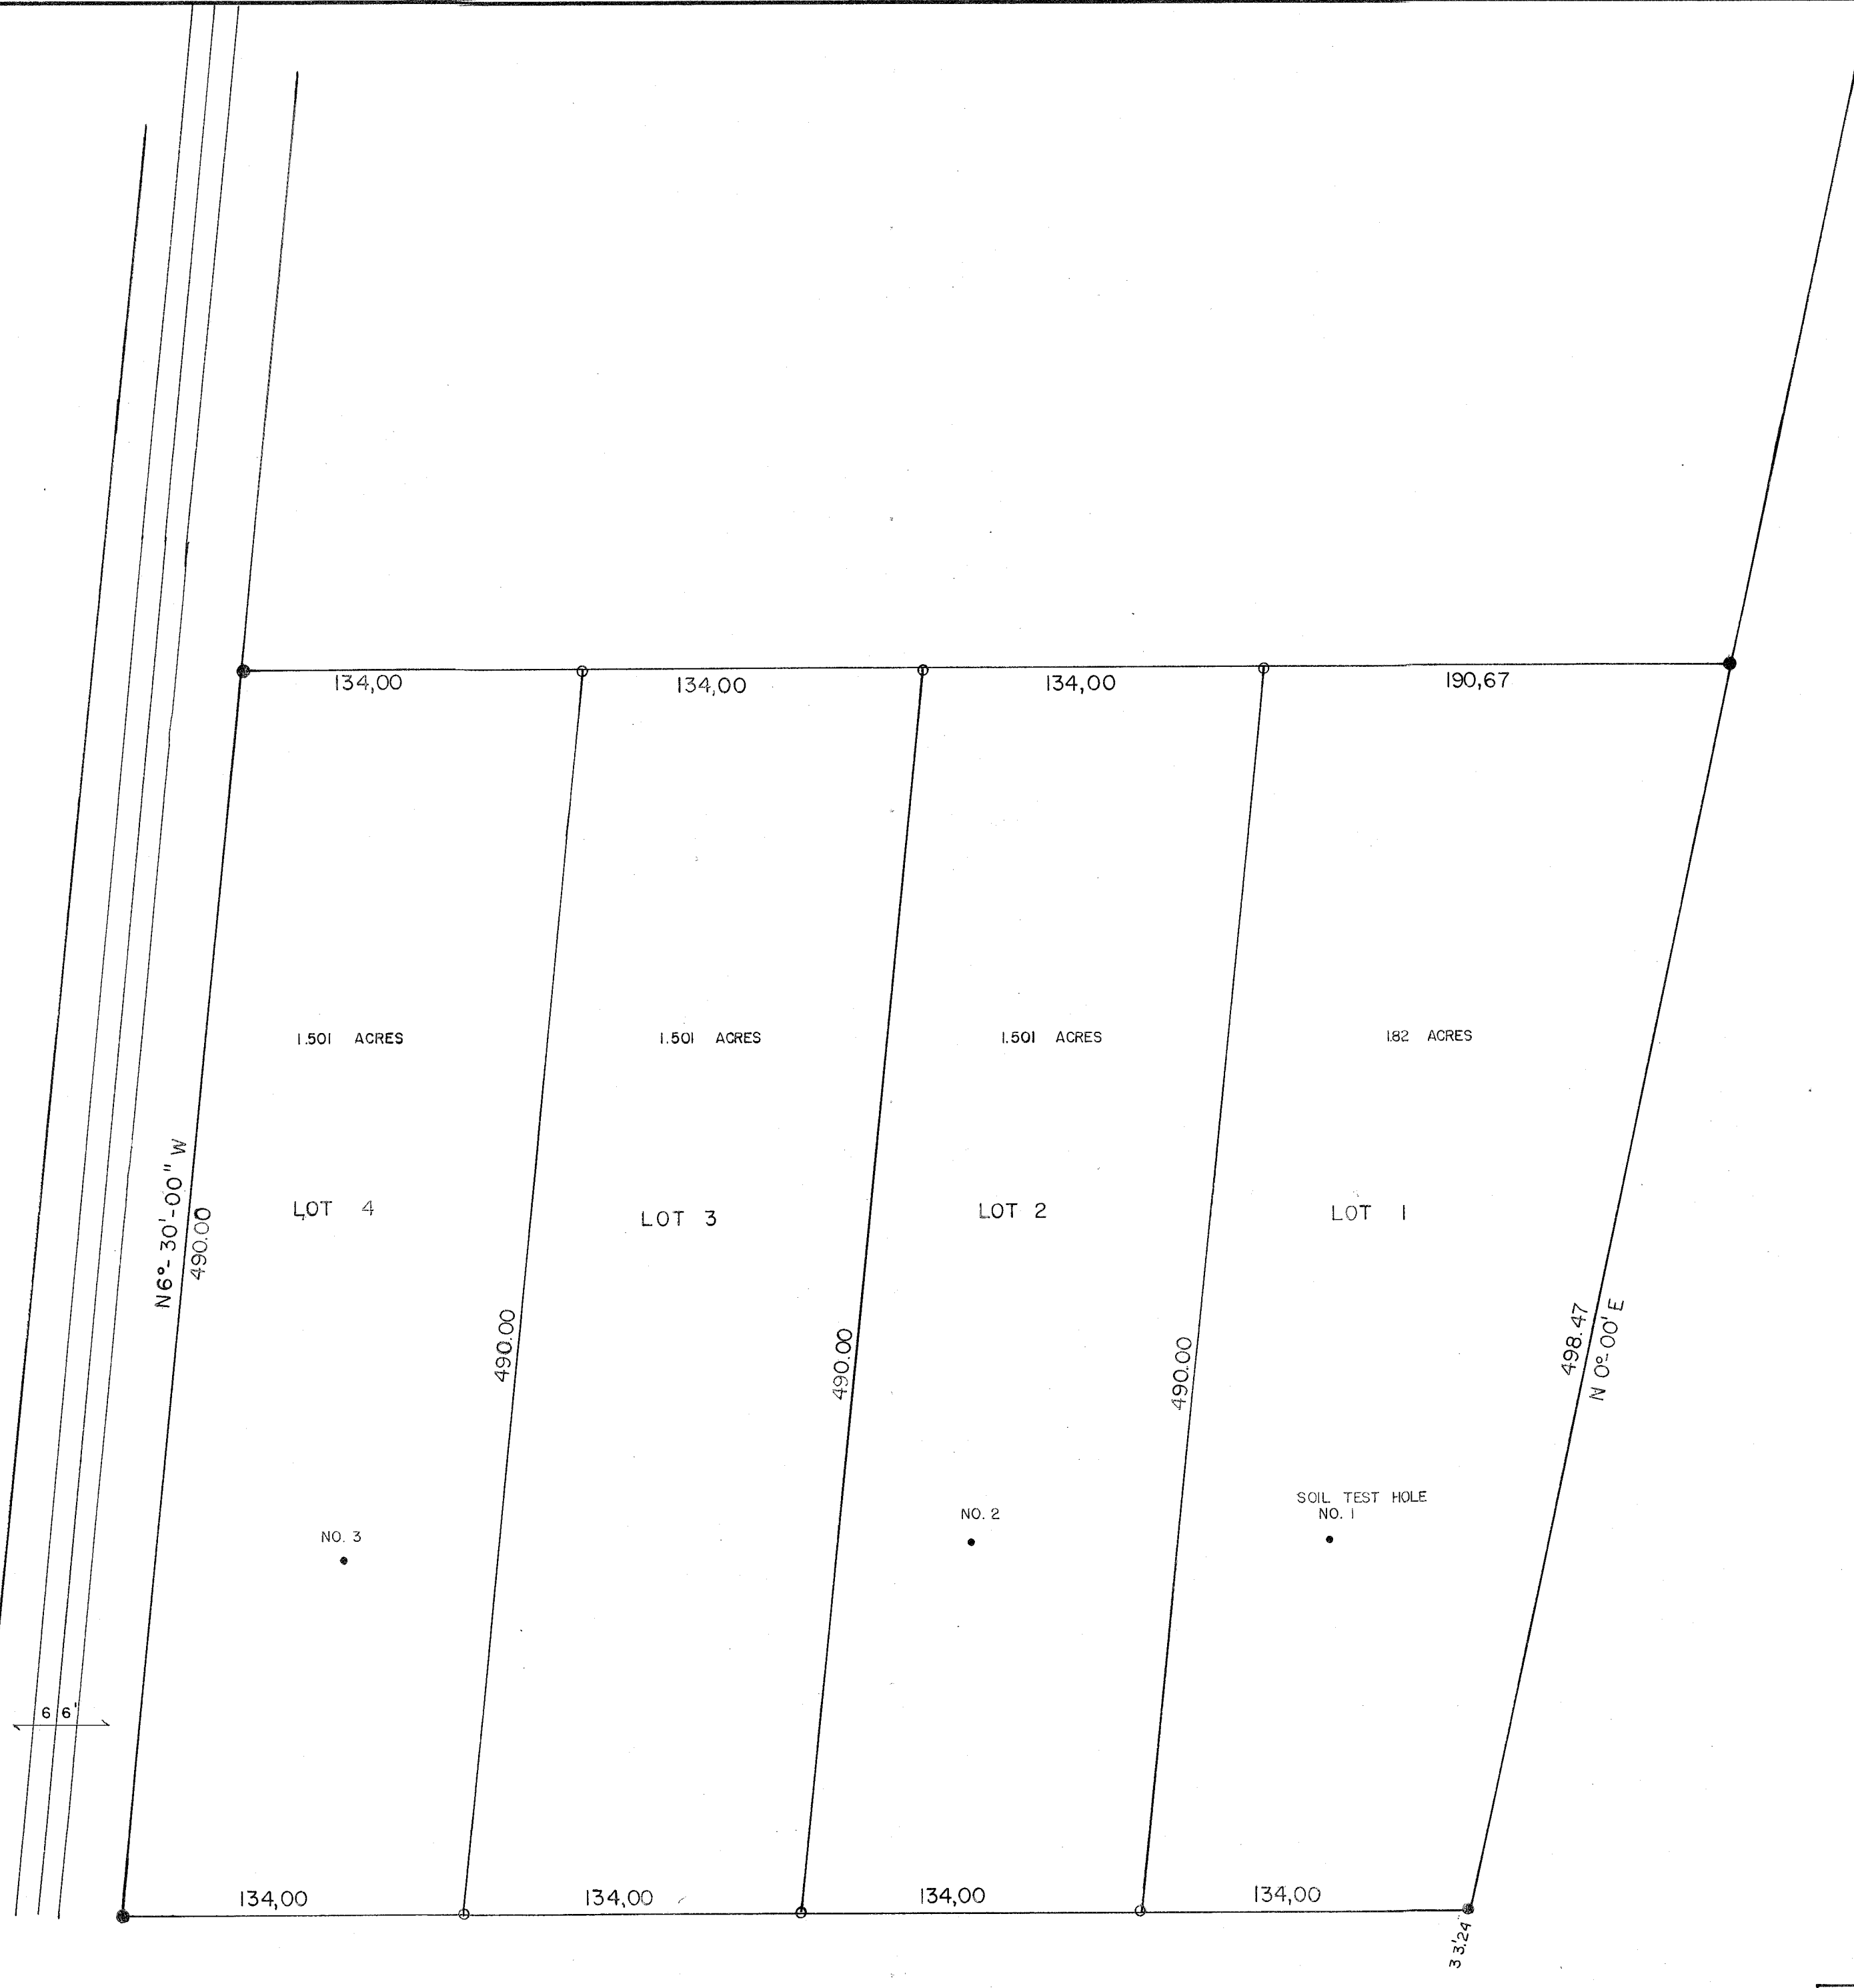 134,00
134,00
134,00
190,67
1.501 ACRES
1.501 ACRES
1.501 ACRES
1.82 ACRES
N 6°-30'-00" W
490.00
LOT 4
LOT 3
LOT 2
LOT 1
490.00
490.00
490.00
498.47
N 0°-00' E
SOIL TEST HOLE
NO. 1
NO. 2
NO. 3
66'
134,00
134,00
134,00
134,00
33'.24"